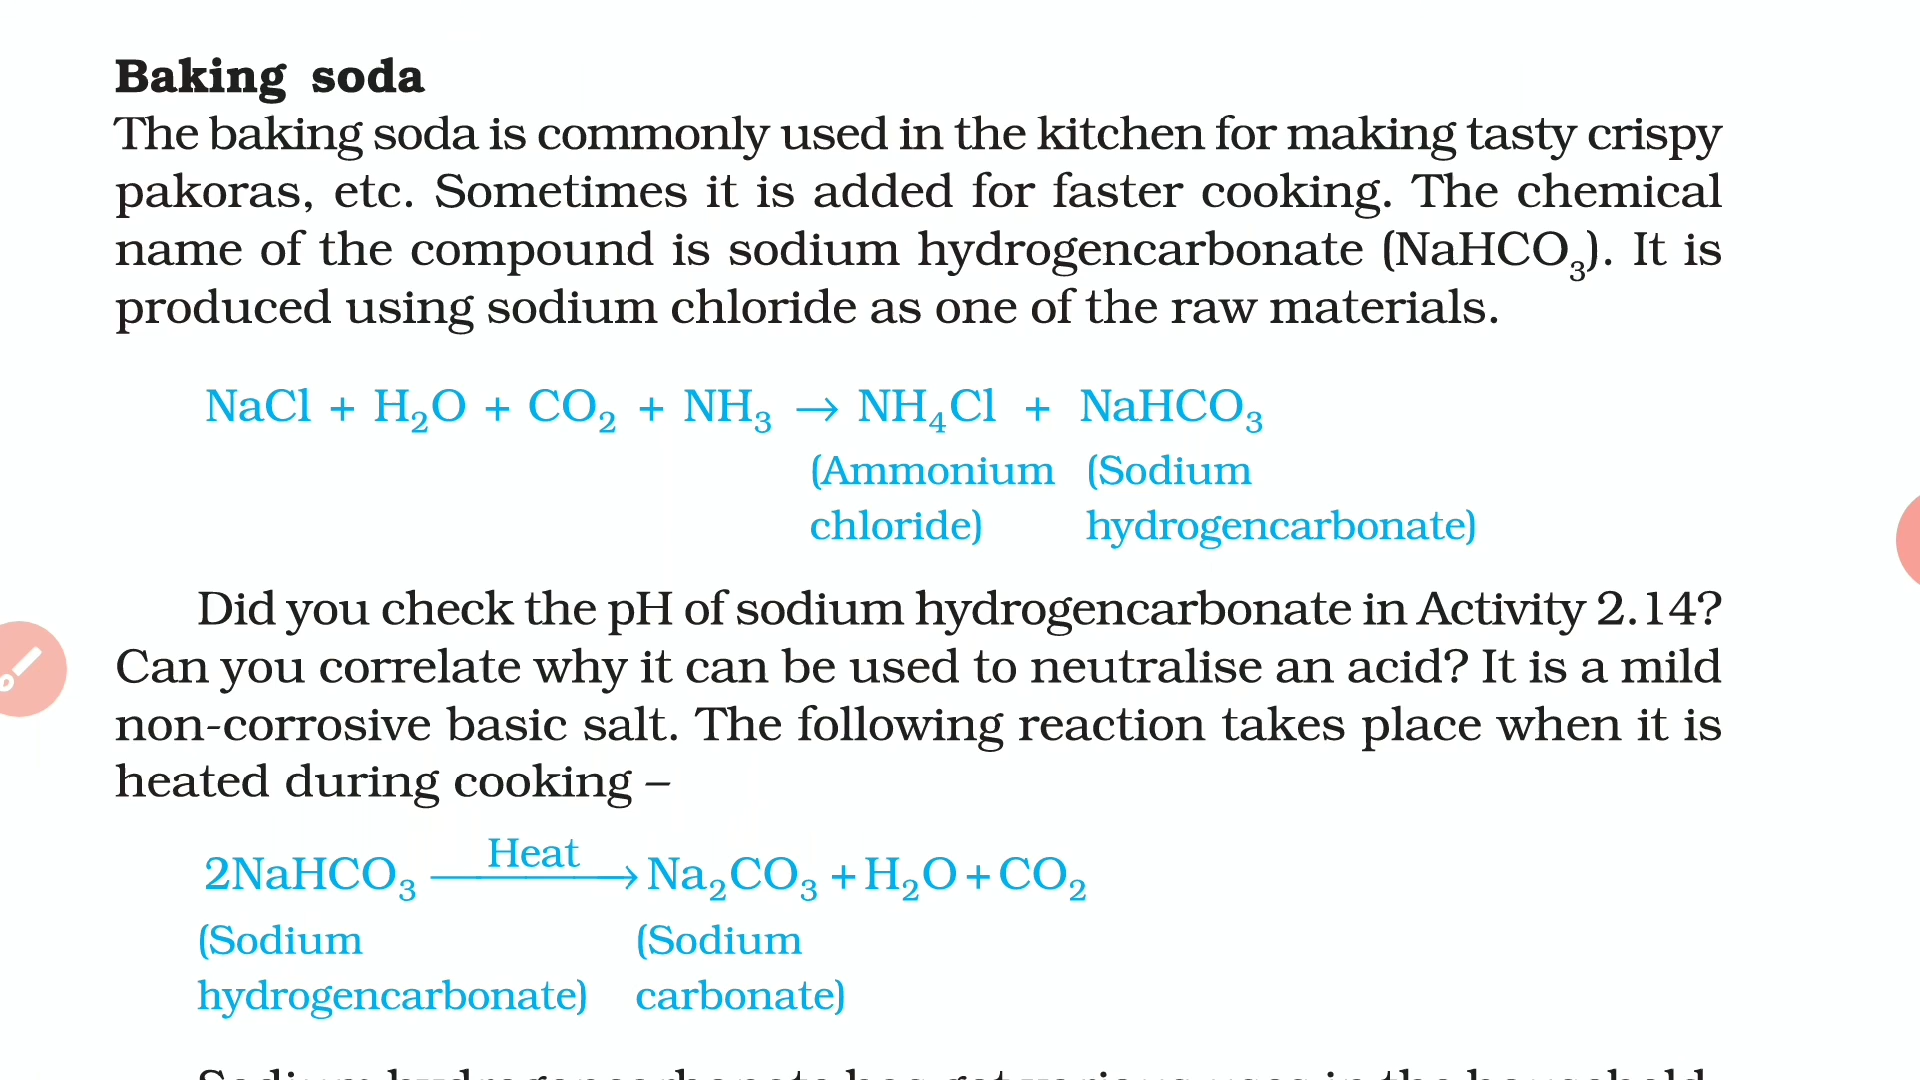 Baking soda
The baking soda is commonly used in the kitchen for making tasty crispy
pakoras, etc. Sometimes it is added for faster cooking. The chemical
name of the compound is sodium hydrogencarbonate (NaHCO₃). It is
produced using sodium chloride as one of the raw materials.
NaCl + H₂O + CO₂ + NH₃ → NH₄Cl + NaHCO₃
(Ammonium (Sodium
chloride) hydrogencarbonate)
Did you check the pH of sodium hydrogencarbonate in Activity 2.14?
Can you correlate why it can be used to neutralise an acid? It is a mild
non-corrosive basic salt. The following reaction takes place when it is
heated during cooking –
Heat
2NaHCO₃ ⟶ Na₂CO₃ + H₂O + CO₂
(Sodium (Sodium
hydrogencarbonate) carbonate)